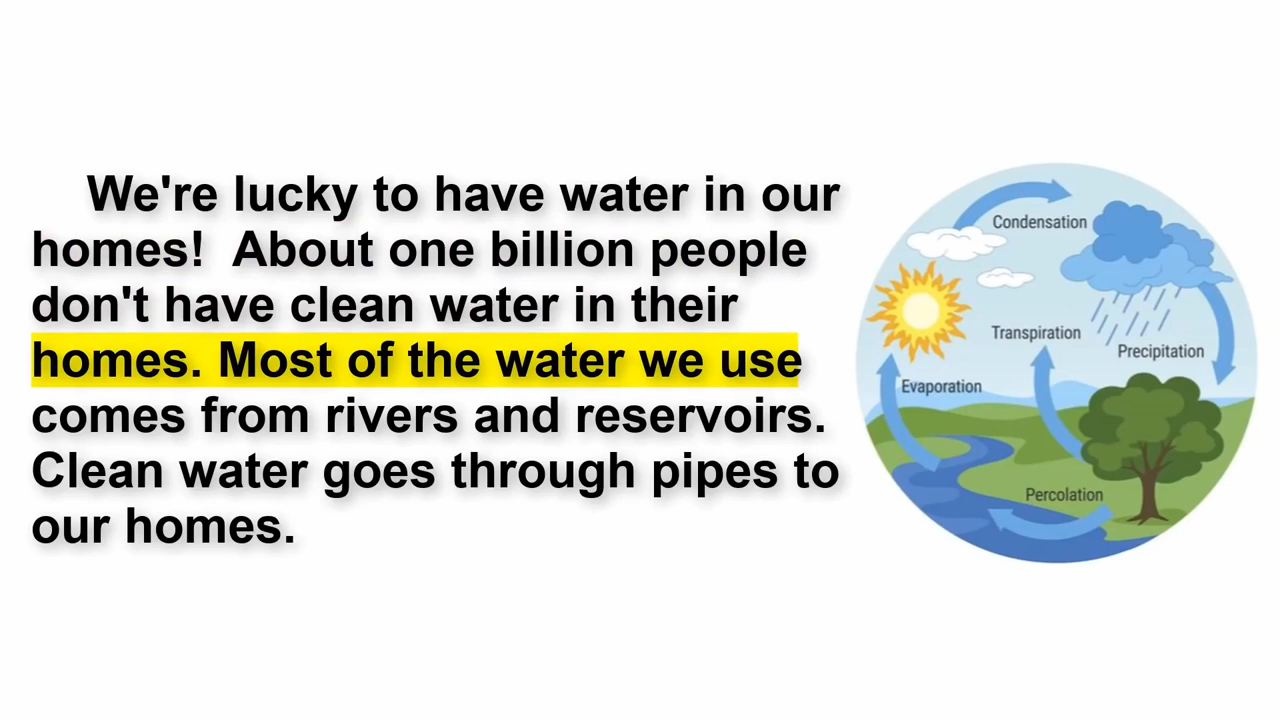 We're lucky to have water in our
homes!  About one billion people
don't have clean water in their
homes. Most of the water we use
comes from rivers and reservoirs.
Clean water goes through pipes to
our homes.
Condensation
Transpiration
Precipitation
Evaporation
Percolation